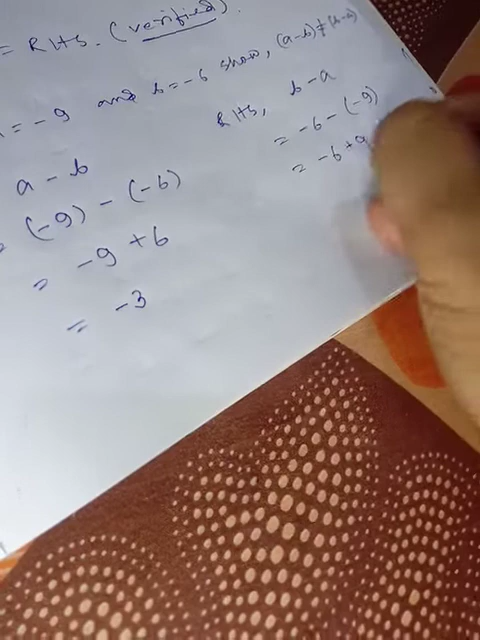 = RHS. (verified).
a = -9 and b = -6 show, (a-b) ≠ (b-a)
a - b
= (-9) - (-6)
= -9 + 6
= -3
RHS, b - a
= -6 - (-9)
= -6 + 9